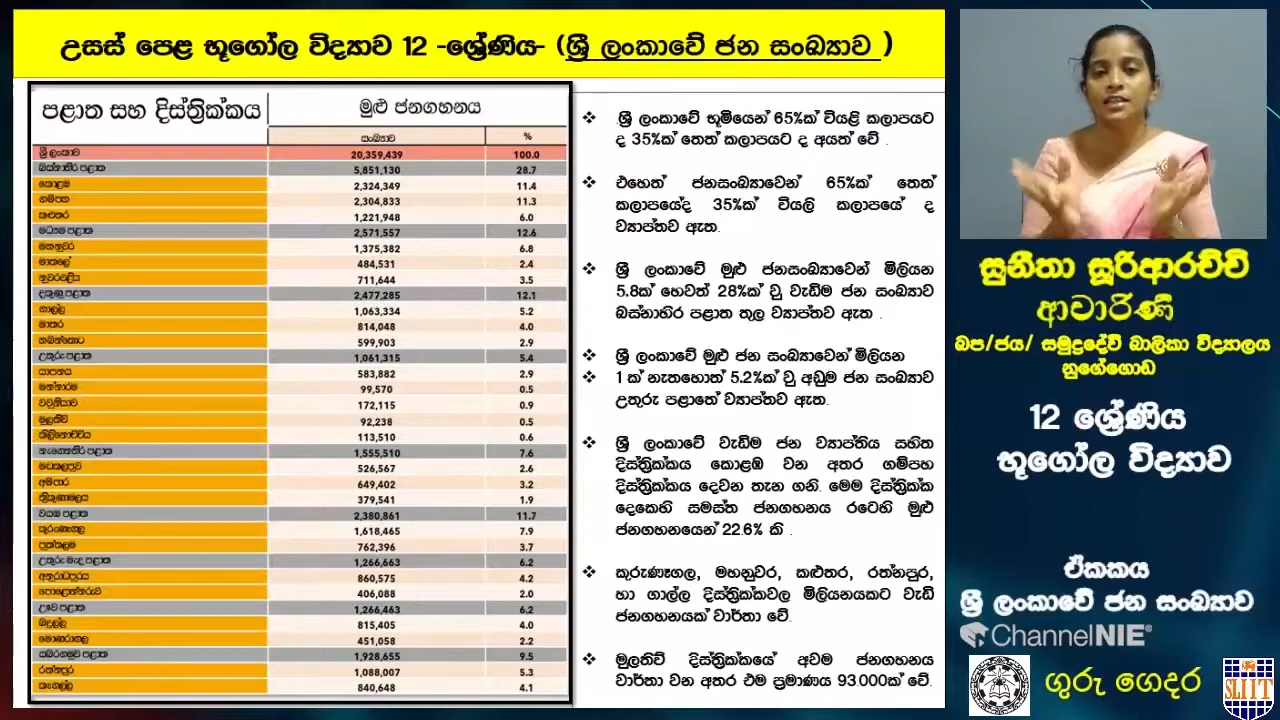 උසස් පෙළ භූගෝල විද්‍යාව 12 -ශ්‍රේණිය- (ශ්‍රී ලංකාවේ ජන සංඛ්‍යාව )
පළාත සහ දිස්ත්‍රික්කය
මුළු ජනගහනය
සංඛ්‍යාව %
ශ්‍රී ලංකාව 20,359,439 100.0
බස්නාහිර පළාත 5,851,130 28.7
කොළඹ 2,324,349 11.4
ගම්පහ 2,304,833 11.3
කළුතර 1,221,948 6.0
මධ්‍යම පළාත 2,571,557 12.6
මහනුවර 1,375,382 6.8
මාතලේ 484,531 2.4
නුවරඑළිය 711,644 3.5
දකුණු පළාත 2,477,285 12.1
ගාල්ල 1,063,334 5.2
මාතර 814,048 4.0
හම්බන්තොට 599,903 2.9
උතුරු පළාත 1,061,315 5.4
යාපනය 583,882 2.9
මන්නාරම 99,570 0.5
වවුනියාව 172,115 0.9
මුලතිව් 92,238 0.5
කිලිනොච්චිය 113,510 0.6
නැගෙනහිර පළාත 1,555,510 7.6
මඩකලපුව 526,567 2.6
අම්පාර 649,402 3.2
ත්‍රිකුණාමලය 379,541 1.9
වයඹ පළාත 2,380,861 11.7
කුරුණෑගල 1,618,465 7.9
පුත්තලම 762,396 3.7
උතුරු මැද පළාත 1,266,663 6.2
අනුරාධපුරය 860,575 4.2
පොළොන්නරුව 406,088 2.0
ඌව පළාත 1,266,463 6.2
බදුල්ල 815,405 4.0
මොණරාගල 451,058 2.2
සබරගමුව පළාත 1,928,655 9.5
රත්නපුර 1,088,007 5.3
කෑගල්ල 840,648 4.1
❖ ශ්‍රී ලංකාවේ භූමියෙන් 65%ක් වියළි කලාපයට
ද 35%ක් තෙත් කලාපයට ද අයත් වේ .
❖ එහෙත් ජනසංඛ්‍යාවෙන් 65%ක් තෙත්
කලාපයේද 35%ක් වියලි කලාපයේ ද
ව්‍යාප්තව ඇත.
❖ ශ්‍රී ලංකාවේ මුළු ජනසංඛ්‍යාවෙන් මිලියන
5.8ක් හෙවත් 28%ක් වු වැඩිම ජන සංඛ්‍යාව
බස්නාහිර පළාත තුල ව්‍යාප්තව ඇත .
❖ ශ්‍රී ලංකාවේ මුළු ජන සංඛ්‍යාවෙන් මිලියන
❖ 1ක් නැතහොත් 5.2%ක් වු අඩුම ජන සංඛ්‍යාව
උතුරු පළාතේ ව්‍යාප්තව ඇත.
❖ ශ්‍රී ලංකාවේ වැඩිම ජන ව්‍යාප්තිය සහිත
දිස්ත්‍රික්කය කොළඹ වන අතර ගම්පහ
දිස්ත්‍රික්කය දෙවන තැන ගනී. මෙම දිස්ත්‍රික්ක
දෙකෙහි සමස්ත ජනගහනය රටෙහි මුළු
ජනගහනයෙන් 22.6% කි .
❖ කුරුණෑගල, මහනුවර, කළුතර, රත්නපුර,
හා ගාල්ල දිස්ත්‍රික්කවල මිලියනයකට වැඩි
ජනගහනයක් වාර්තා වේ.
❖ මුලතිව් දිස්ත්‍රික්කයේ අවම ජනගහනය
වාර්තා වන අතර එම ප්‍රමාණය 93000ක් වේ.
සුනීතා සූරිආරච්චි
ආචාරිණී
බප/ජය/ සමුද්‍රදේවී බාලිකා විද්‍යාලය
නුගේගොඩ
12 ශ්‍රේණිය
භූගෝල විද්‍යාව
ඒකකය
ශ්‍රී ලංකාවේ ජන සංඛ්‍යාව
ChannelNIE®
ගුරු ගෙදර
SLIIT